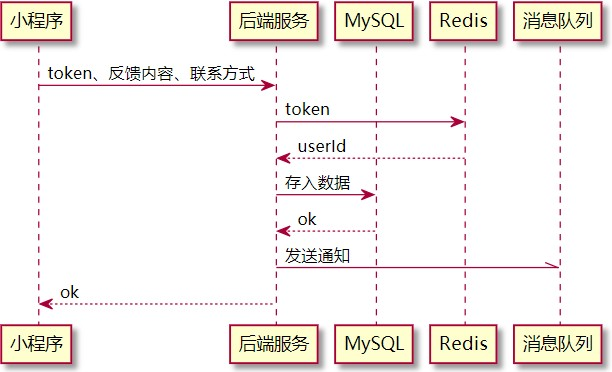 小程序 后端服务 MySQL Redis 消息队列
token、反馈内容、联系方式
token
userId
存入数据
ok
发送通知
ok
小程序 后端服务 MySQL Redis 消息队列